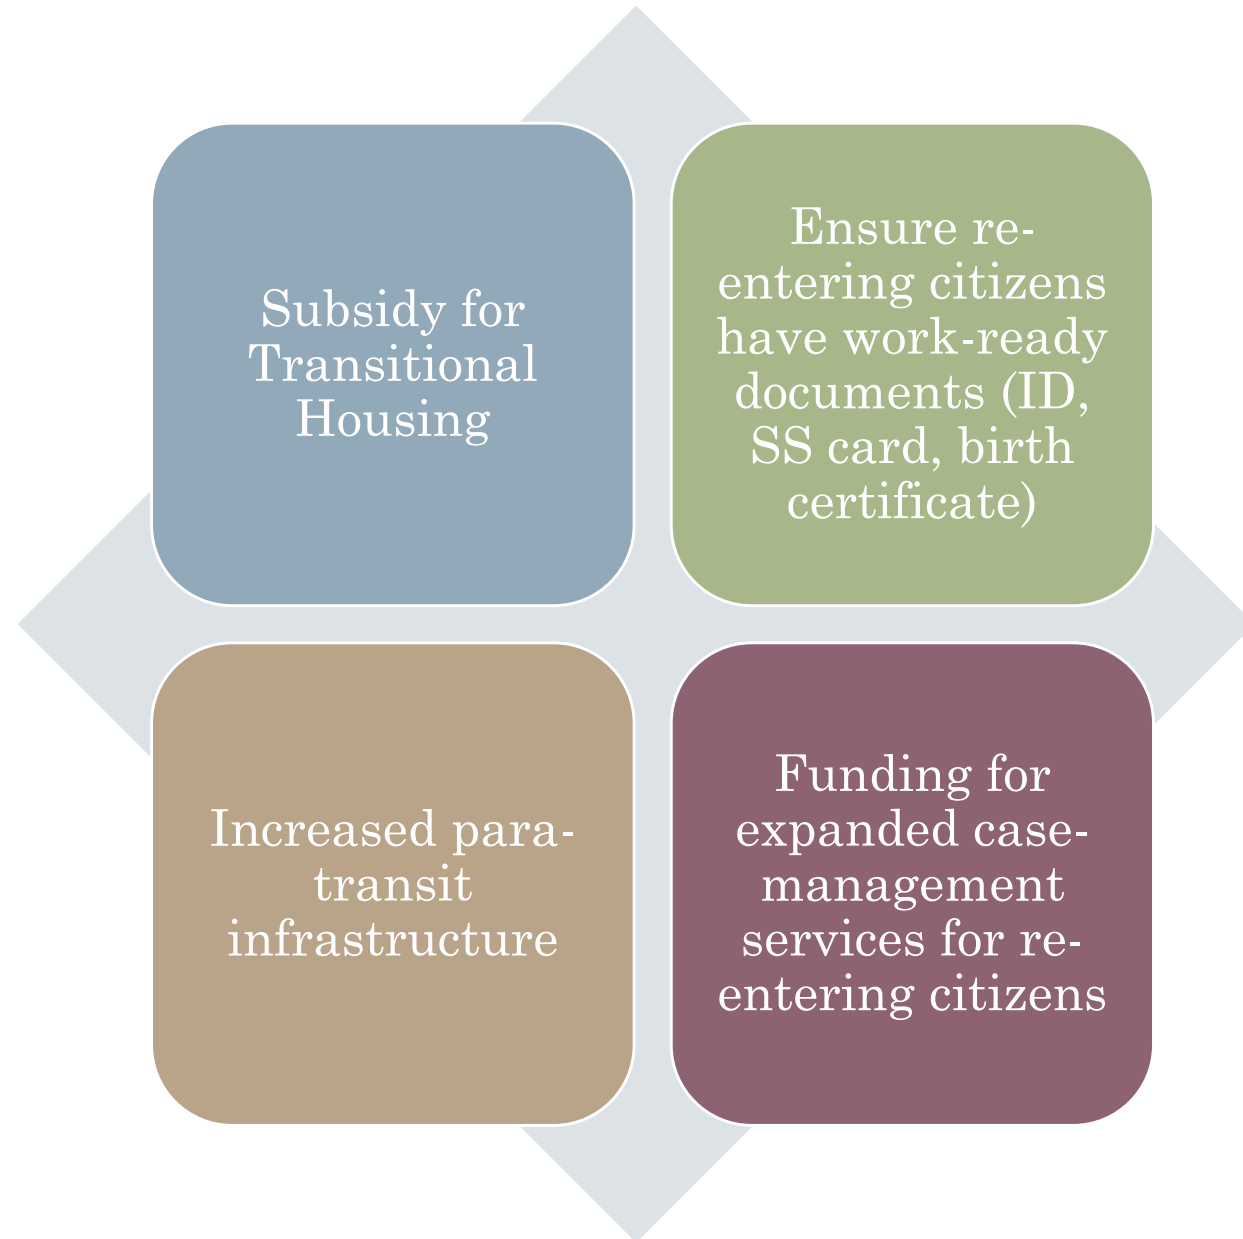 Subsidy for
Transitional
Housing
Ensure re-
entering citizens
have work-ready
documents (ID,
SS card, birth
certificate)
Increased para-
transit
infrastructure
Funding for
expanded case-
management
services for re-
entering citizens